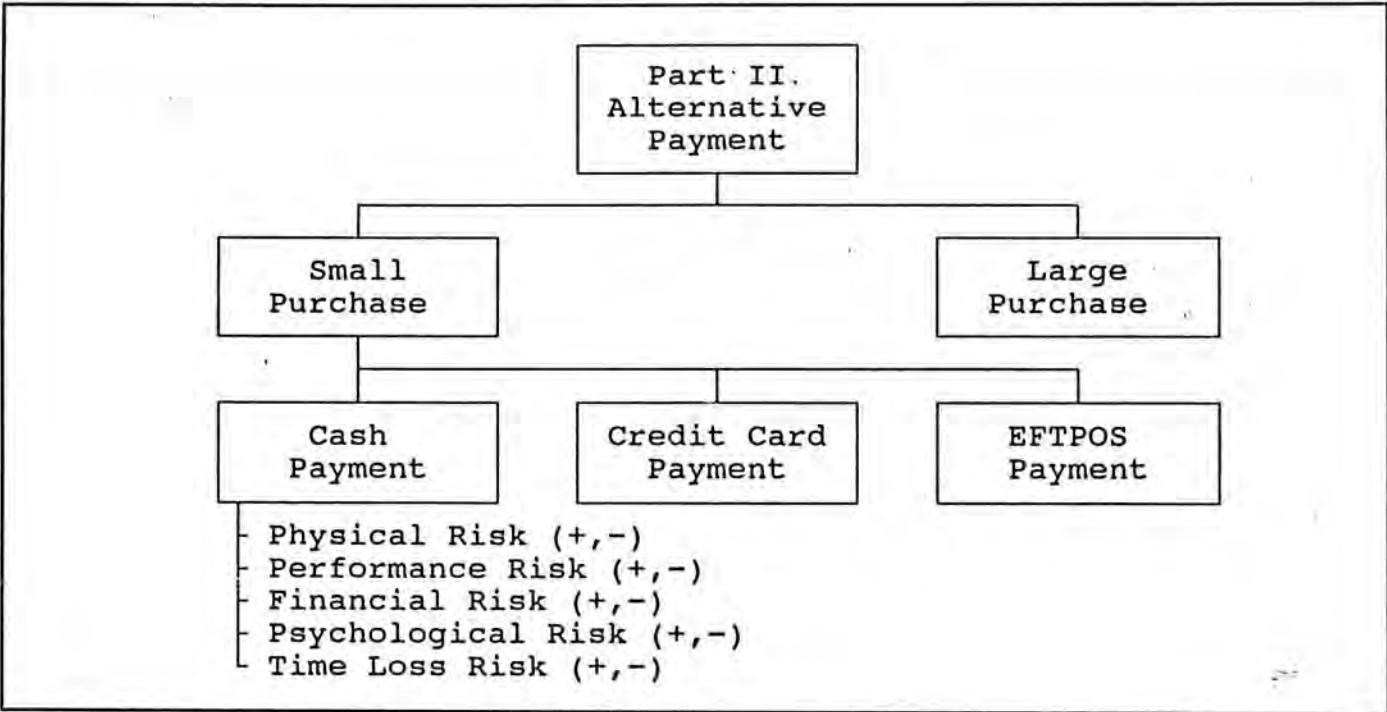 Part II.
Alternative
Payment
Small
Purchase
Large
Purchase
Cash
Payment
Credit Card
Payment
EFTPOS
Payment
Physical Risk (+,-)
Performance Risk (+,-)
Financial Risk (+,-)
Psychological Risk (+,-)
Time Loss Risk (+,-)